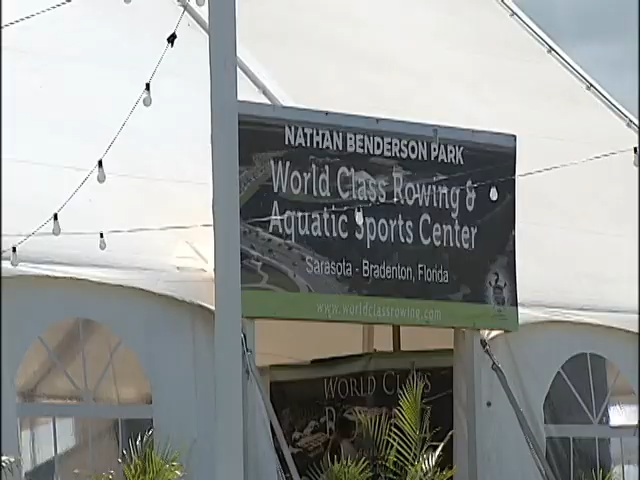 NATHAN BENDERSON PARK
World Class Rowing &
Aquatic Sports Center
Sarasota - Bradenton, Florida
www.worldclassrowing.com
WORLD CLASS